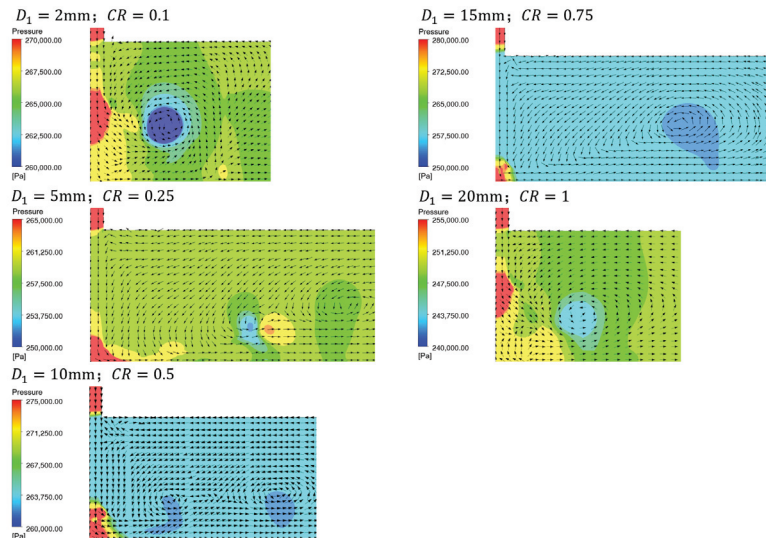 D₁ = 2mm; CR = 0.1
Pressure
270,000.00
267,500.00
265,000.00
262,500.00
260,000.00
[Pa]
D₁ = 15mm; CR = 0.75
Pressure
280,000.00
272,500.00
265,000.00
257,500.00
250,000.00
[Pa]
D₁ = 5mm; CR = 0.25
Pressure
265,000.00
261,250.00
257,500.00
253,750.00
250,000.00
[Pa]
D₁ = 20mm; CR = 1
Pressure
255,000.00
251,250.00
247,500.00
243,750.00
240,000.00
[Pa]
D₁ = 10mm; CR = 0.5
Pressure
275,000.00
271,250.00
267,500.00
263,750.00
260,000.00
[Pa]